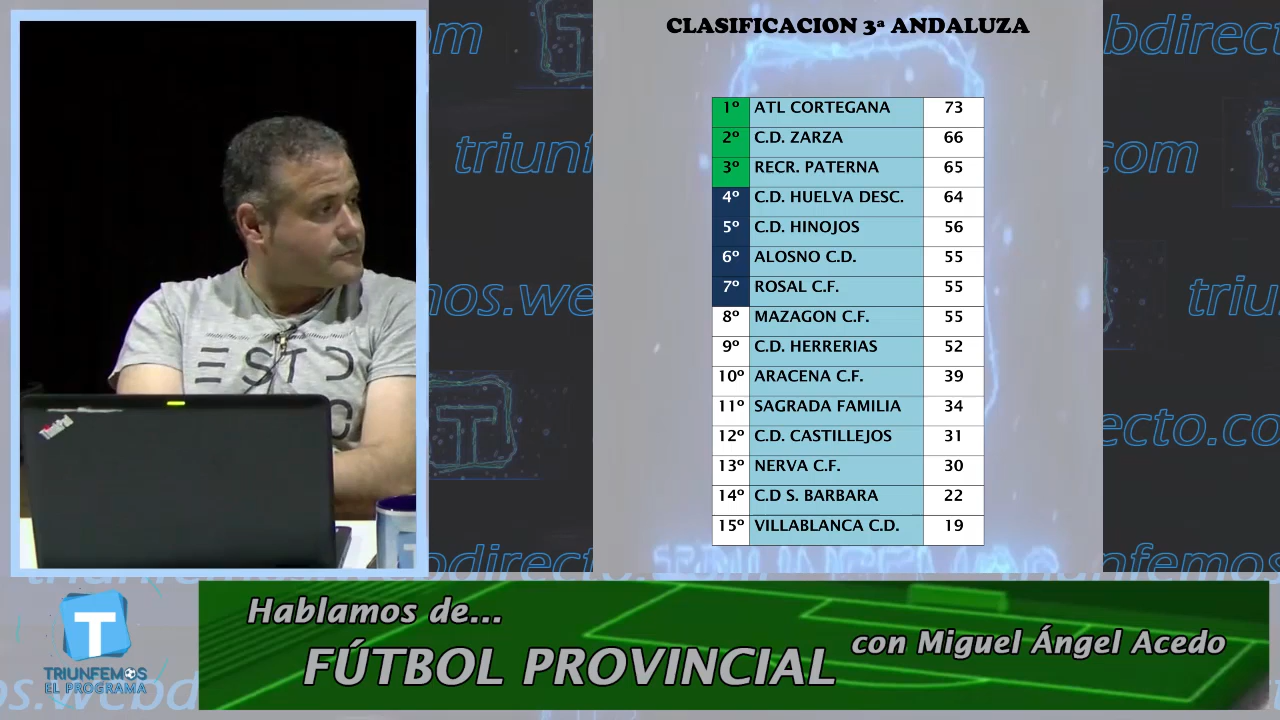 CLASIFICACION 3ª ANDALUZA
1º ATL CORTEGANA 73
2º C.D. ZARZA 66
3º RECR. PATERNA 65
4º C.D. HUELVA DESC. 64
5º C.D. HINOJOS 56
6º ALOSNO C.D. 55
7º ROSAL C.F. 55
8º MAZAGON C.F. 55
9º C.D. HERRERIAS 52
10º ARACENA C.F. 39
11º SAGRADA FAMILIA 34
12º C.D. CASTILLEJOS 31
13º NERVA C.F. 30
14º C.D S. BARBARA 22
15º VILLABLANCA C.D. 19
ESTD
Hablamos de...
FÚTBOL PROVINCIAL
con Miguel Ángel Acedo
T
TRIUNFEMOS
EL PROGRAMA